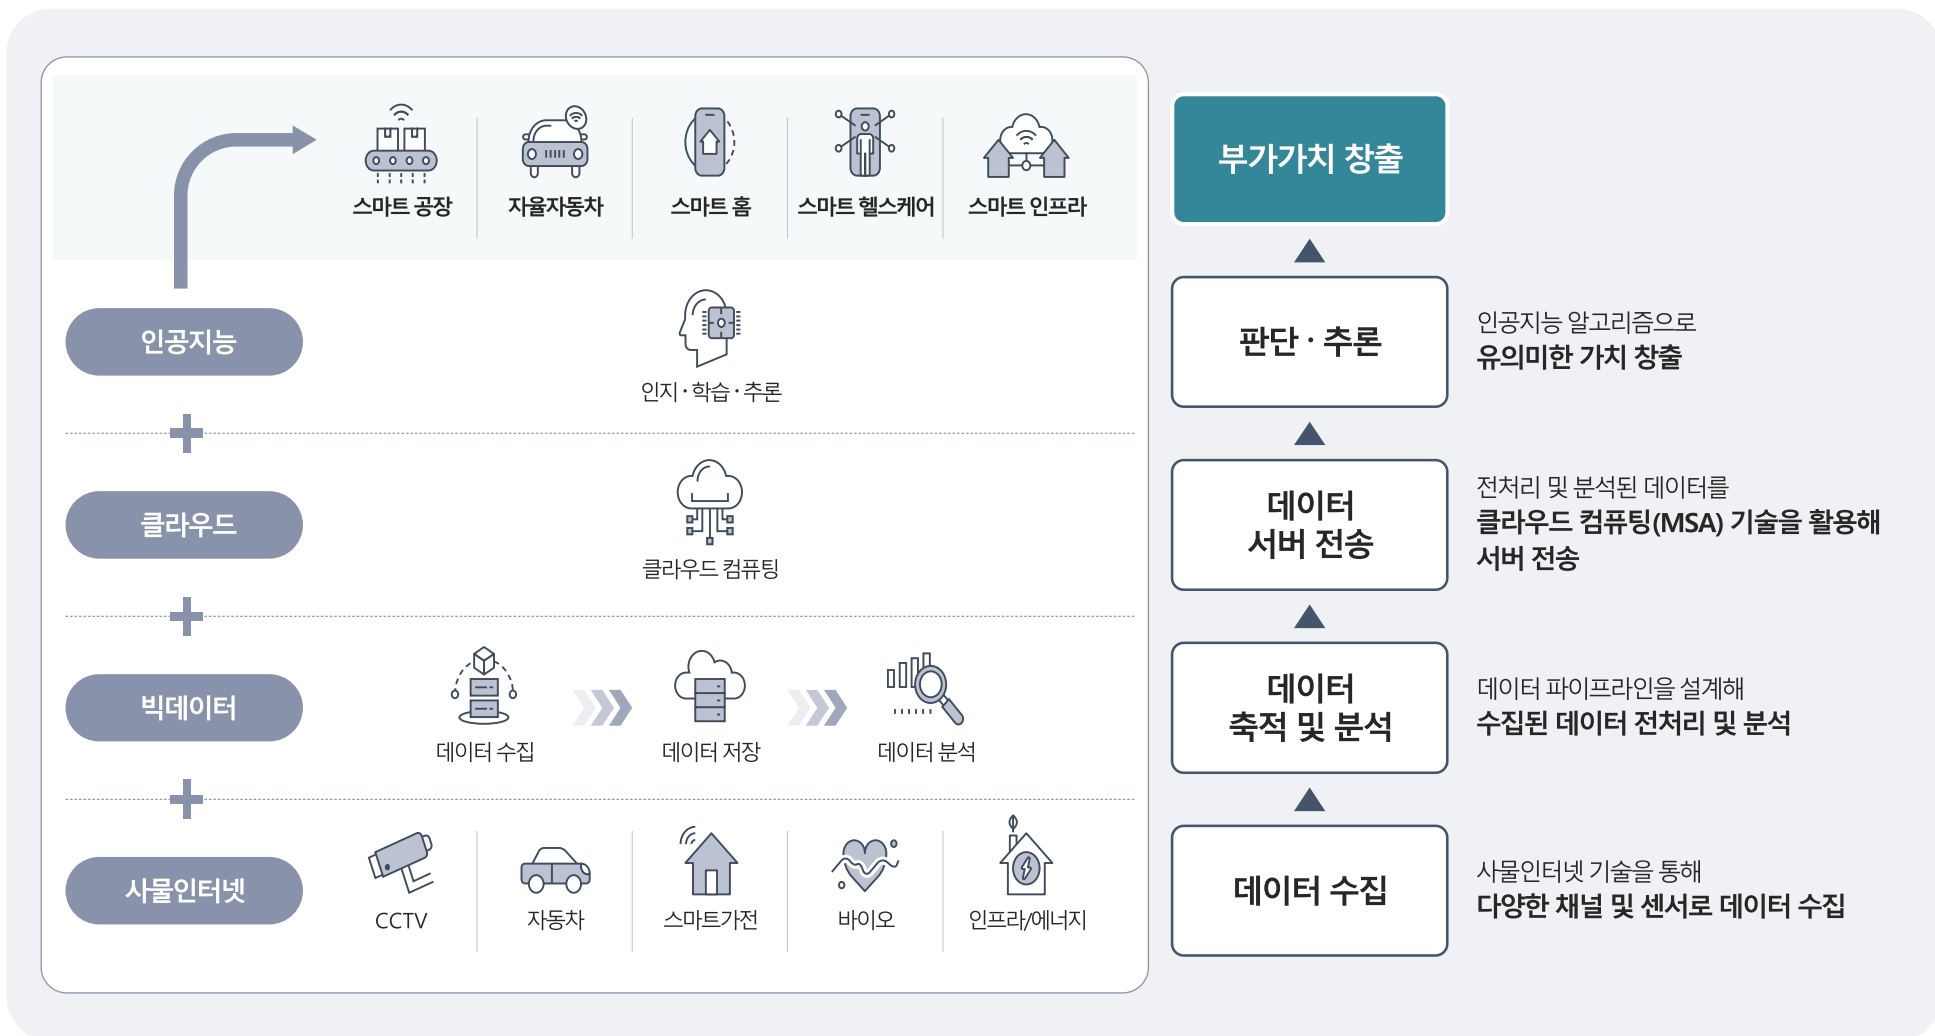 스마트 공장
자율자동차
스마트 홈
스마트 헬스케어
스마트 인프라
부가가치 창출
인공지능
인지 · 학습 · 추론
판단 · 추론
인공지능 알고리즘으로
유의미한 가치 창출
클라우드
클라우드 컴퓨팅
데이터
서버 전송
전처리 및 분석된 데이터를
클라우드 컴퓨팅(MSA) 기술을 활용해
서버 전송
빅데이터
데이터 수집
데이터 저장
데이터 분석
데이터
축적 및 분석
데이터 파이프라인을 설계해
수집된 데이터 전처리 및 분석
사물인터넷
CCTV
자동차
스마트가전
바이오
인프라/에너지
데이터 수집
사물인터넷 기술을 통해
다양한 채널 및 센서로 데이터 수집